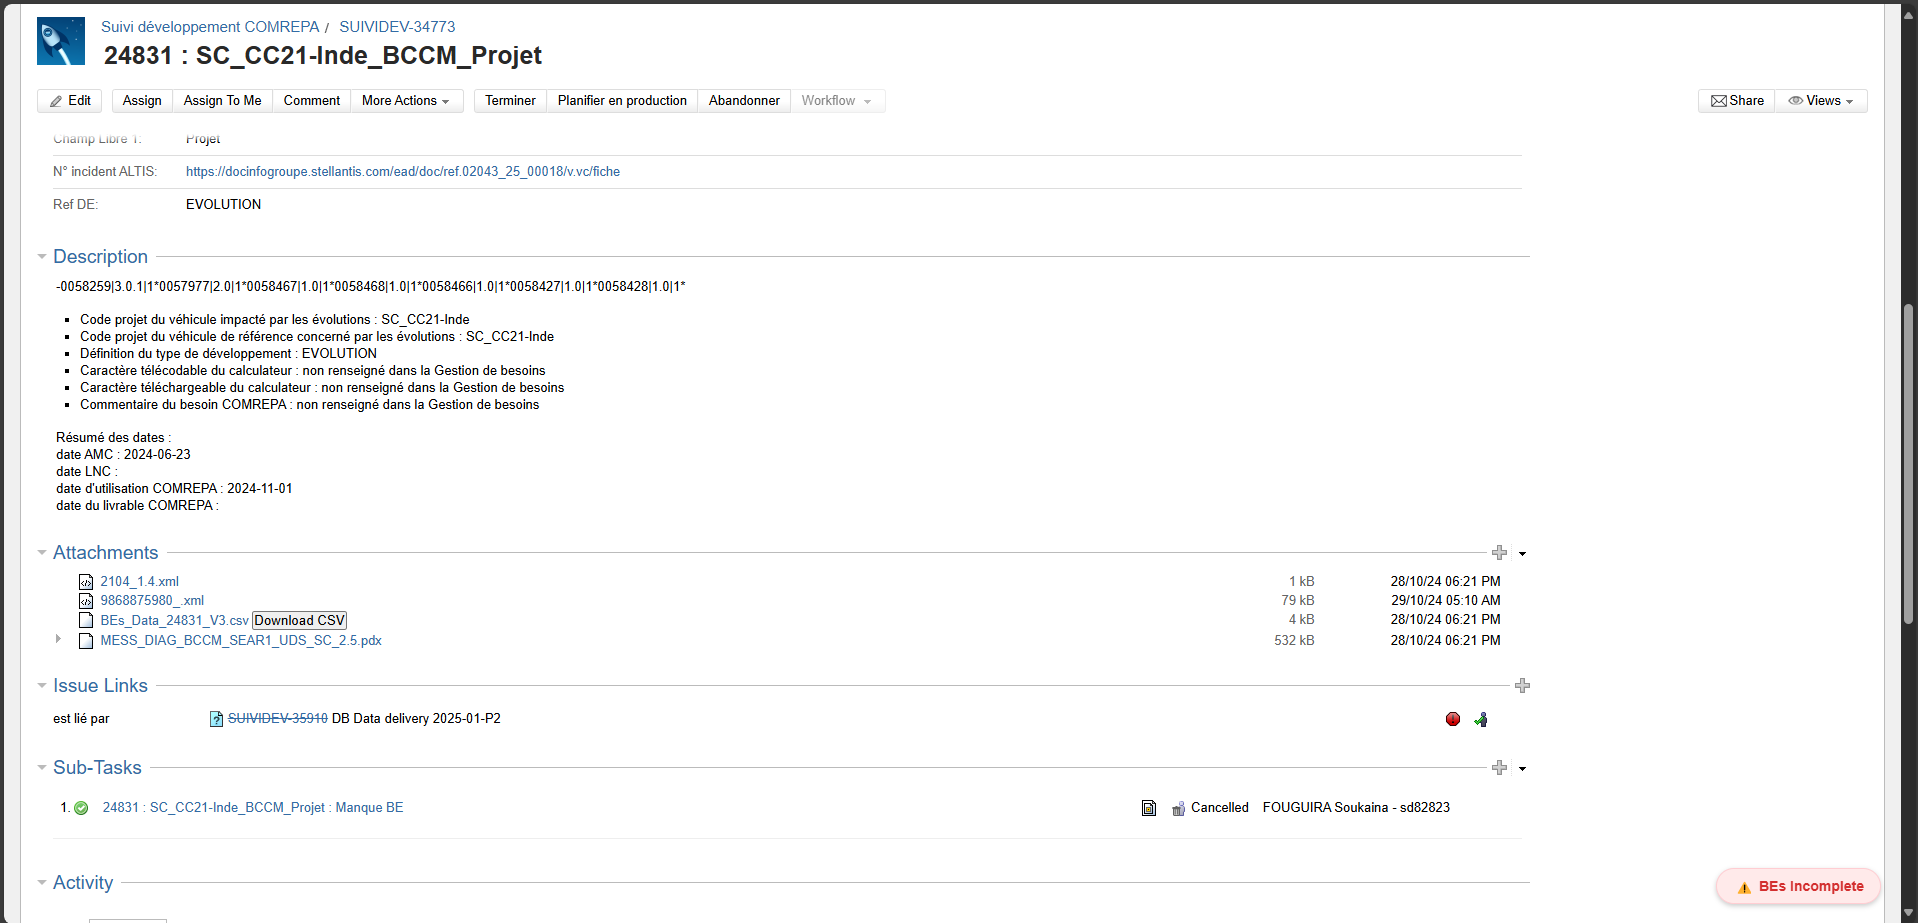 Suivi développement COMREPA / SUIVIDEV-34773
24831 : SC_CC21-Inde_BCCM_Projet
Edit Assign Assign To Me Comment More Actions Terminer Planifier en production Abandonner Workflow Share Views
Champ Libre 1: Projet
N° incident ALTIS: https://docinfogroupe.stellantis.com/ead/doc/ref.02043_25_00018/v.vc/fiche
Ref DE: EVOLUTION
Description
-0058259|3.0.1|1*0057977|2.0|1*0058467|1.0|1*0058468|1.0|1*0058466|1.0|1*0058427|1.0|1*0058428|1.0|1*
Code projet du véhicule impacté par les évolutions : SC_CC21-Inde
Code projet du véhicule de référence concerné par les évolutions : SC_CC21-Inde
Définition du type de développement : EVOLUTION
Caractère télécodable du calculateur : non renseigné dans la Gestion de besoins
Caractère téléchargeable du calculateur : non renseigné dans la Gestion de besoins
Commentaire du besoin COMREPA : non renseigné dans la Gestion de besoins
Résumé des dates :
date AMC : 2024-06-23
date LNC :
date d'utilisation COMREPA : 2024-11-01
date du livrable COMREPA :
Attachments
2104_1.4.xml 1 kB 28/10/24 06:21 PM
9868875980_.xml 79 kB 29/10/24 05:10 AM
BEs_Data_24831_V3.csv Download CSV 4 kB 28/10/24 06:21 PM
MESS_DIAG_BCCM_SEAR1_UDS_SC_2.5.pdx 532 kB 28/10/24 06:21 PM
Issue Links
est lié par SUIVIDEV-35910 DB Data delivery 2025-01-P2
Sub-Tasks
1. 24831 : SC_CC21-Inde_BCCM_Projet : Manque BE Cancelled FOUGUIRA Soukaina - sd82823
Activity
BEs Incomplete